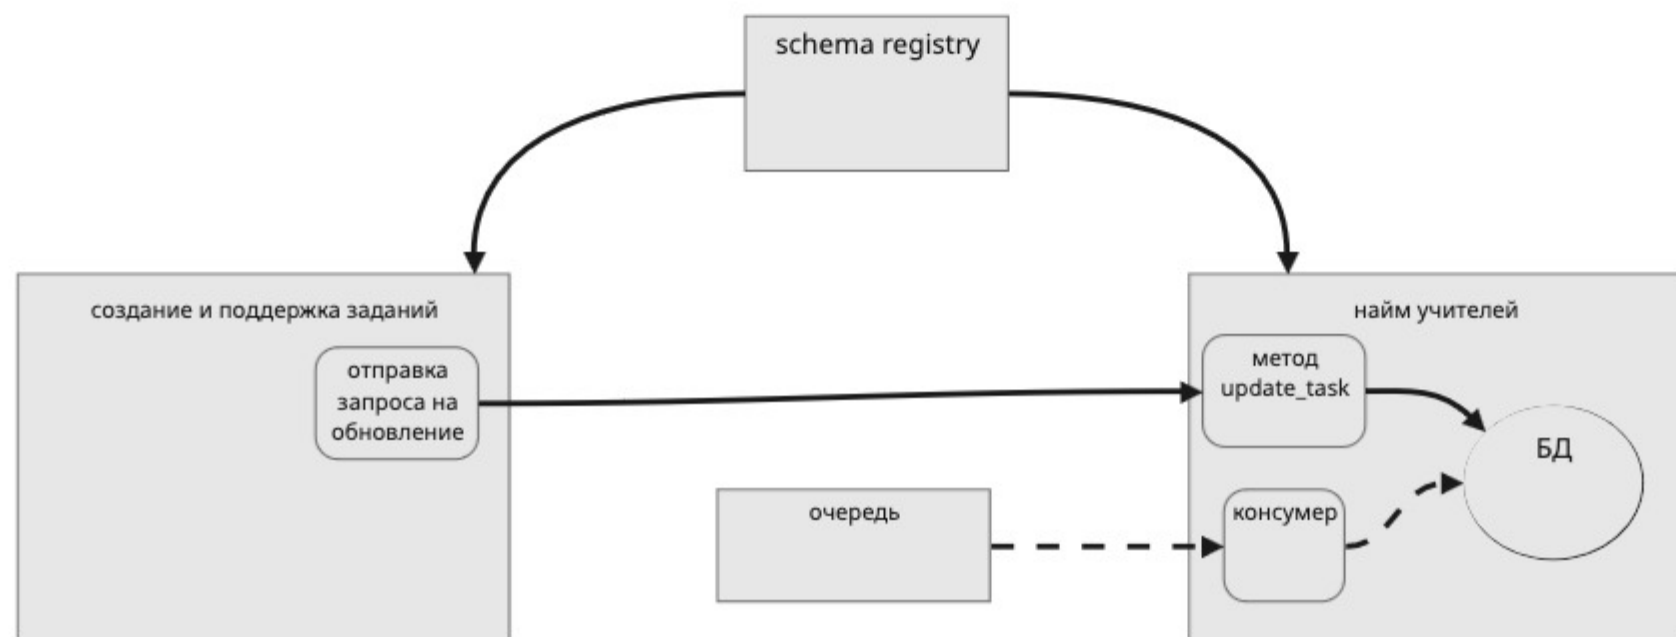 schema registry
создание и поддержка заданий
отправка
запроса на
обновление
найм учителей
метод
update_task
БД
очередь
консумер